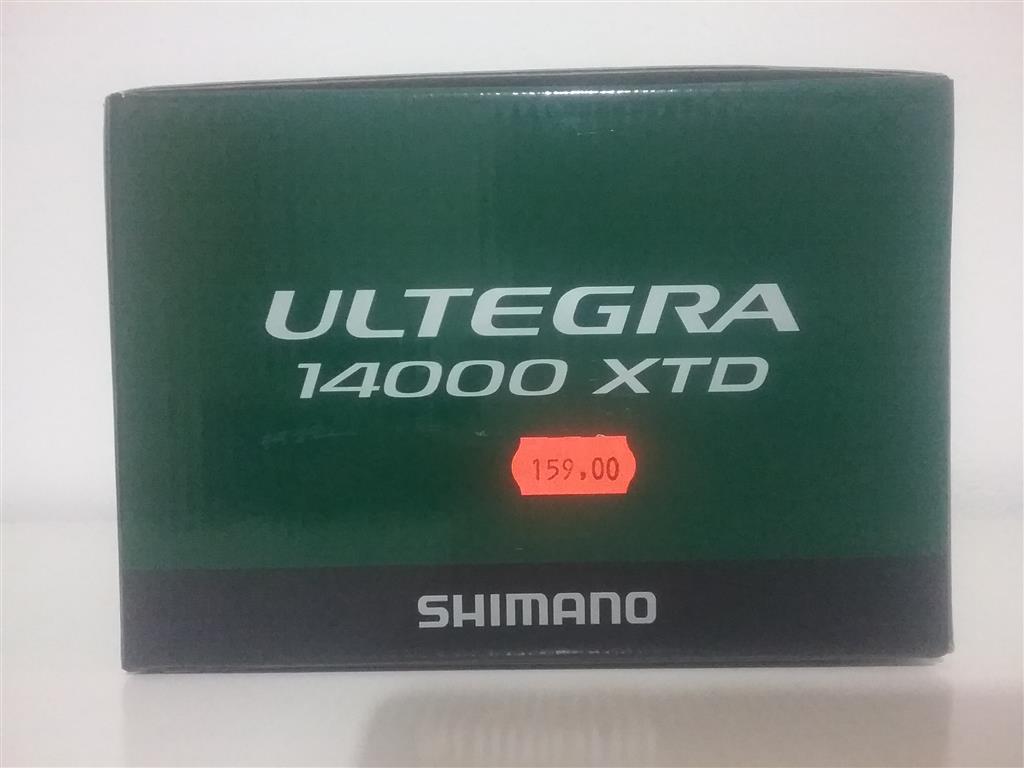 ULTEGRA
14000 XTD
159,00
SHIMANO